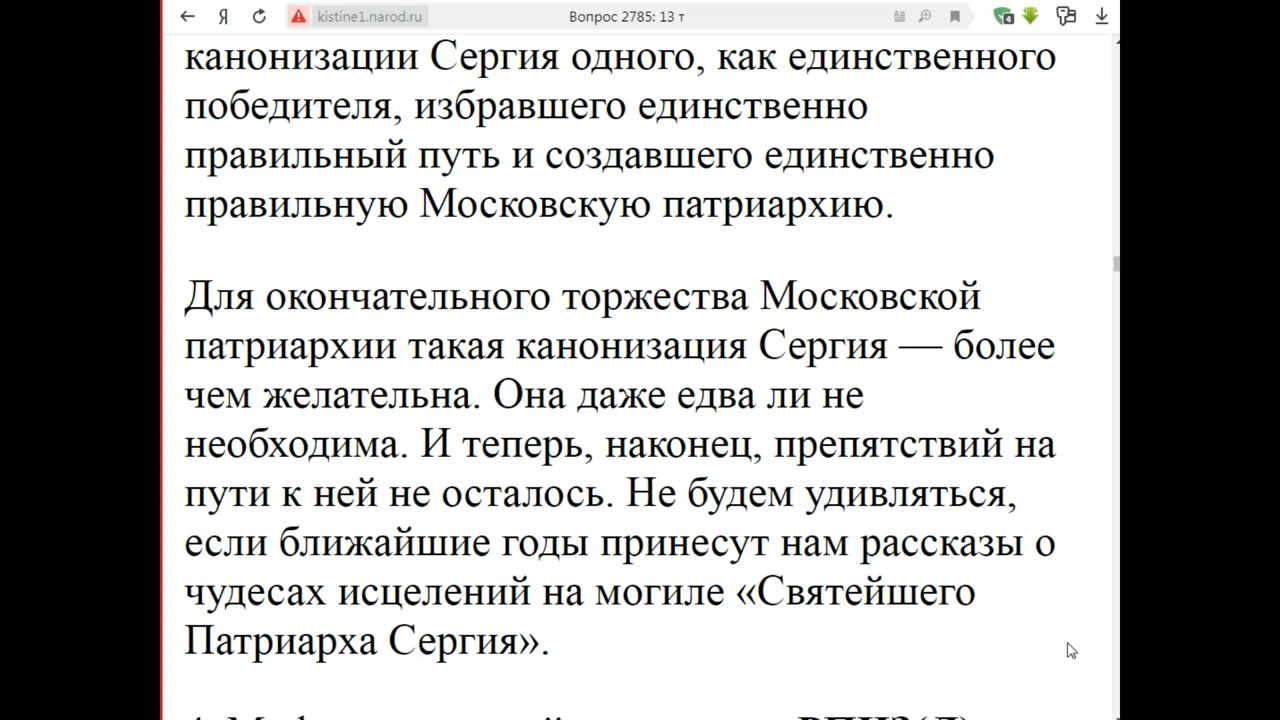 Я kistine1.narod.ru Вопрос 2785: 13 т 4
канонизации Сергия одного, как единственного
победителя, избравшего единственно
правильный путь и создавшего единственно
правильную Московскую патриархию.
Для окончательного торжества Московской
патриархии такая канонизация Сергия — более
чем желательна. Она даже едва ли не
необходима. И теперь, наконец, препятствий на
пути к ней не осталось. Не будем удивляться,
если ближайшие годы принесут нам рассказы о
чудесах исцелений на могиле «Святейшего
Патриарха Сергия».